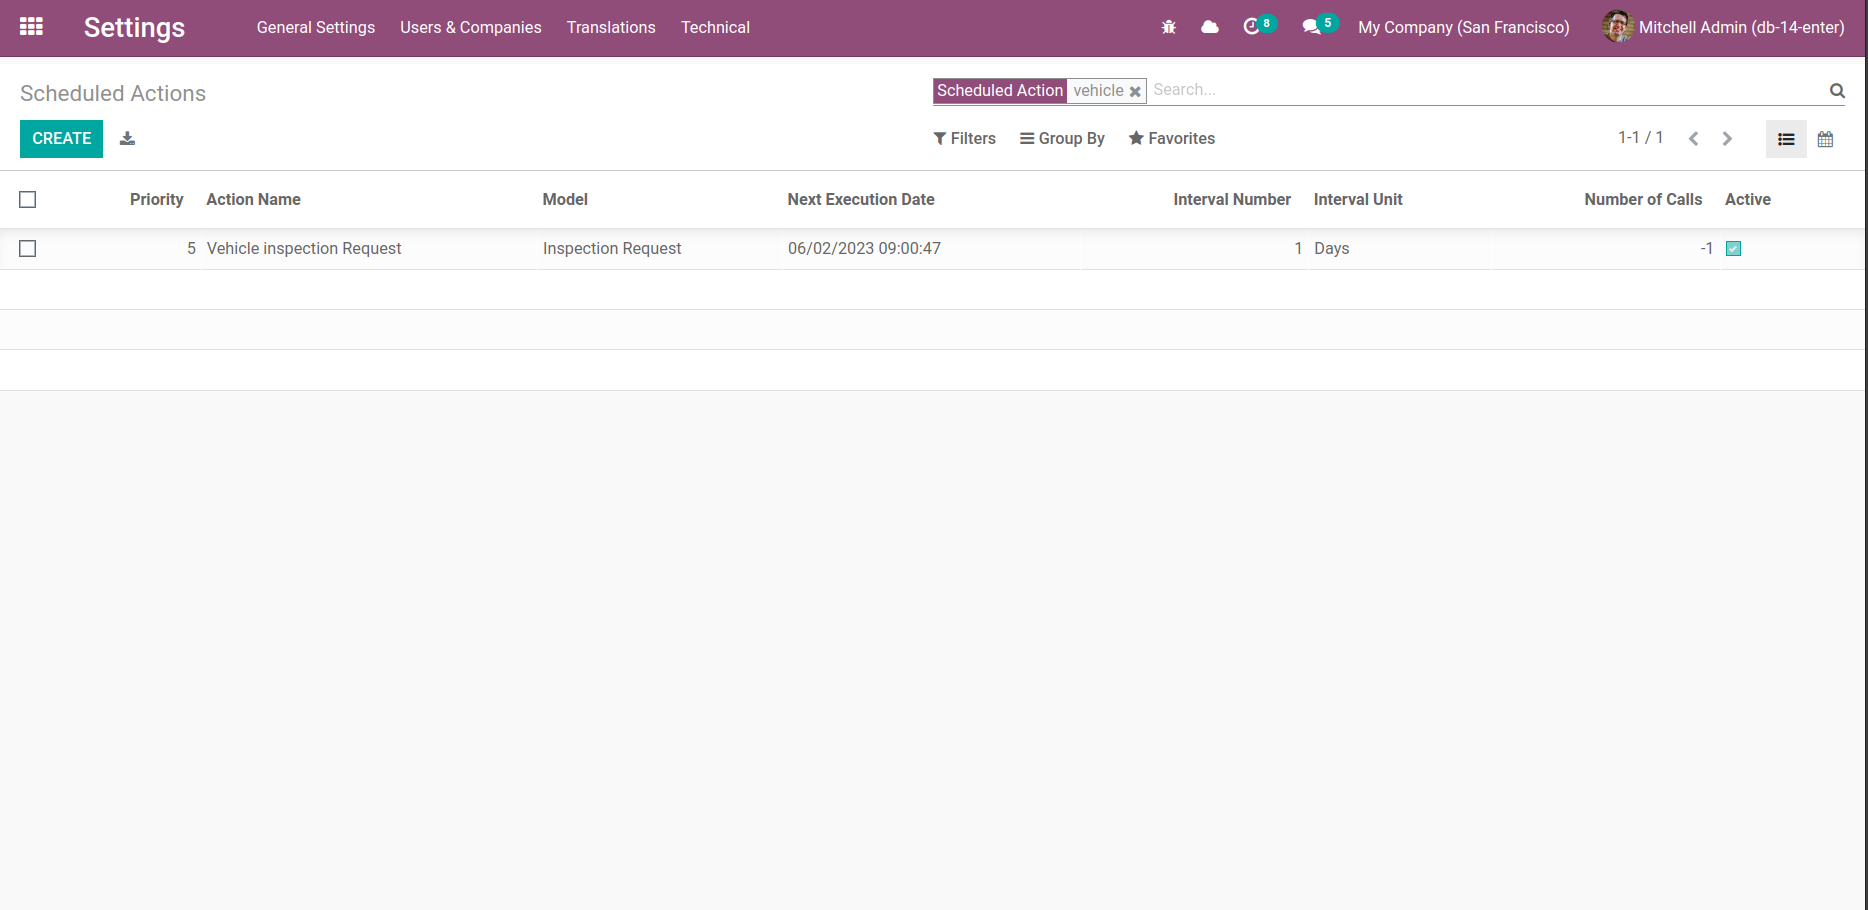 Settings General Settings Users & Companies Translations Technical 8 5 My Company (San Francisco) Mitchell Admin (db-14-enter)
Scheduled Actions Scheduled Action vehicle Search...
CREATE Filters Group By Favorites 1-1 / 1
Priority Action Name Model Next Execution Date Interval Number Interval Unit Number of Calls Active
5 Vehicle inspection Request Inspection Request 06/02/2023 09:00:47 1 Days -1